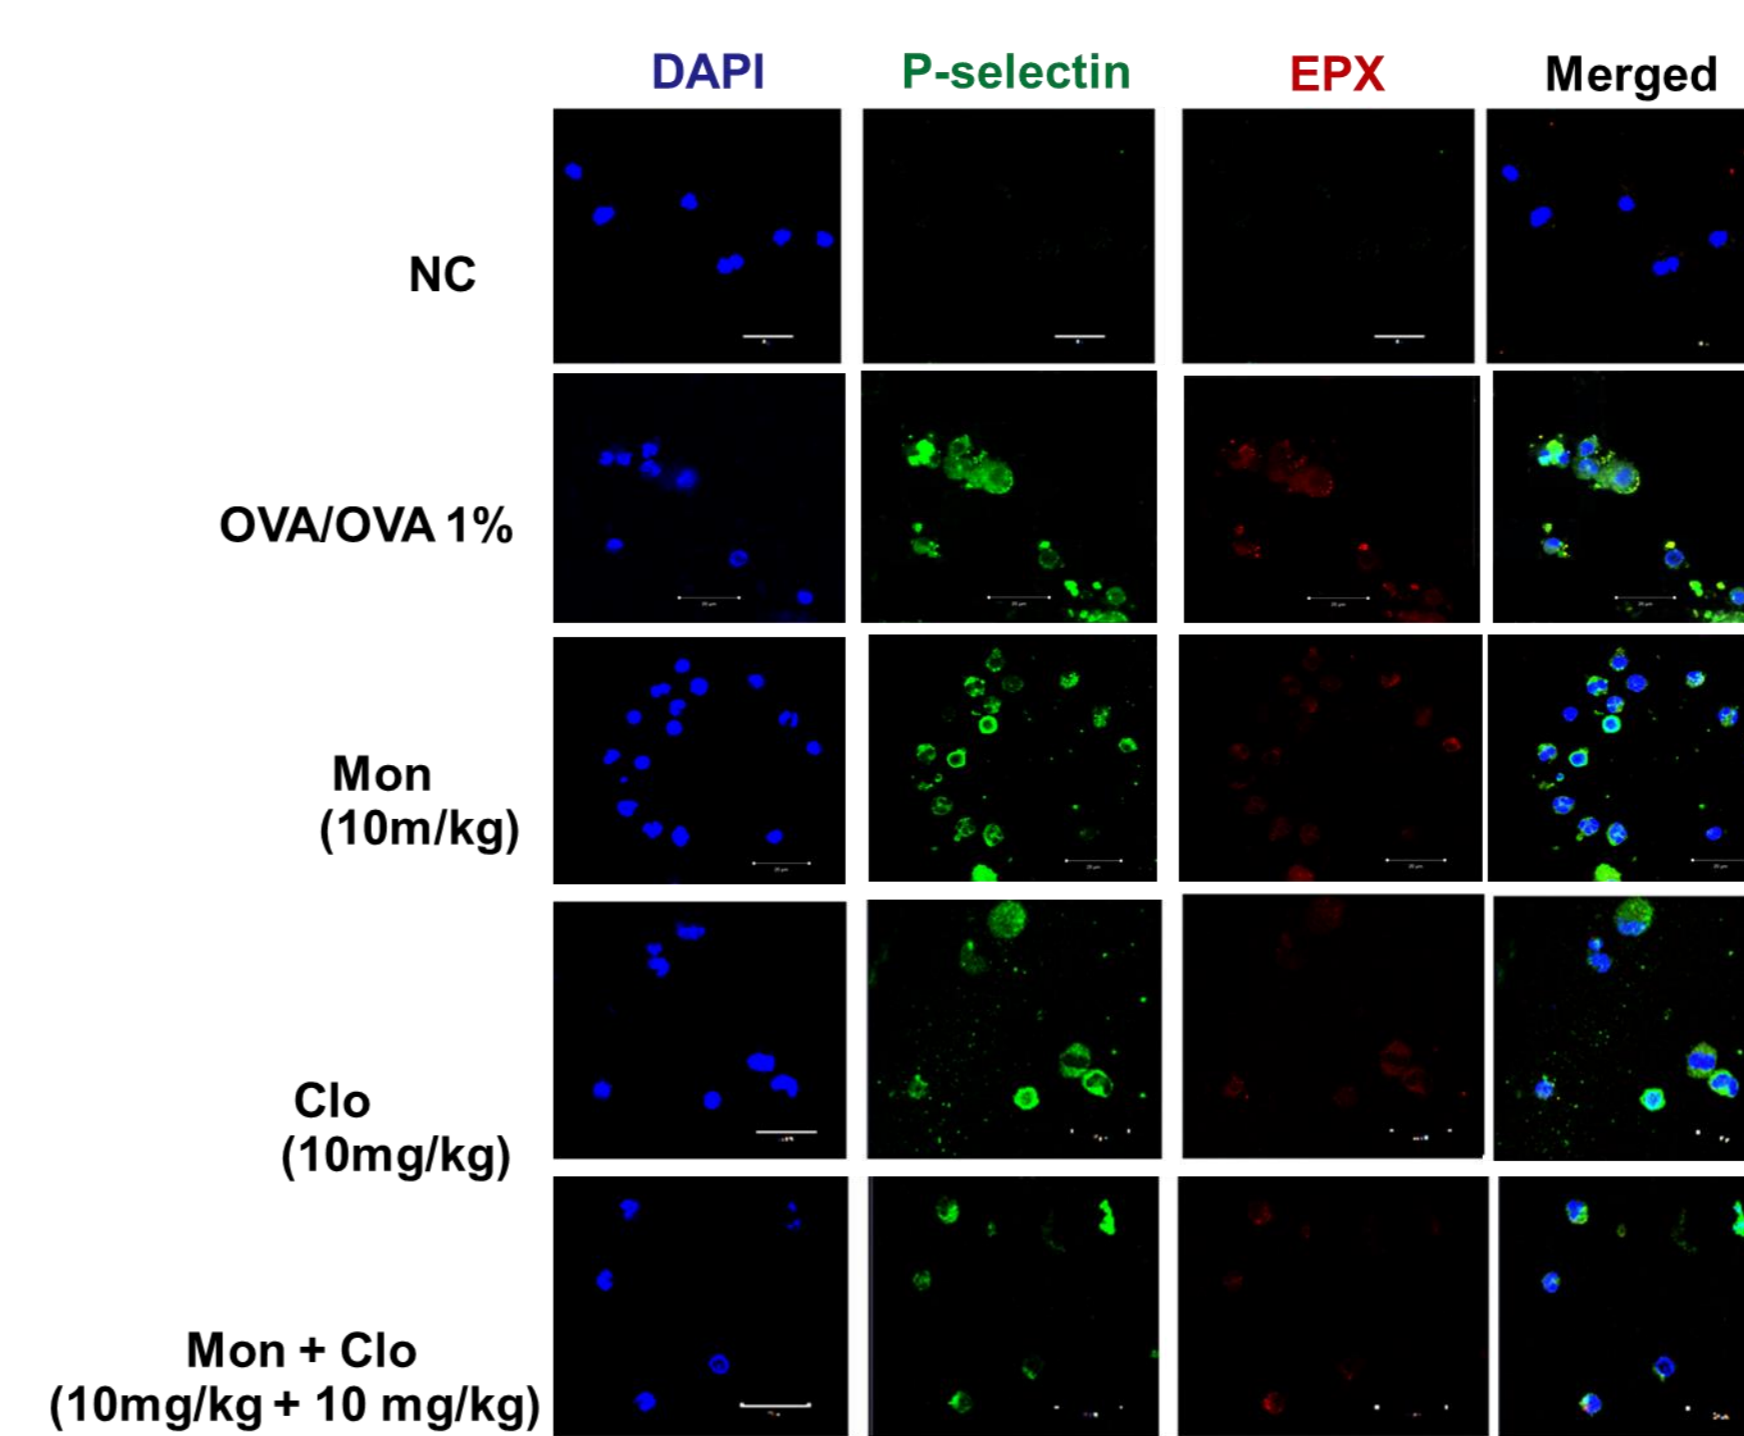 DAPI P-selectin EPX Merged
NC
OVA/OVA 1%
Mon
(10m/kg)
Clo
(10mg/kg)
Mon + Clo
(10mg/kg + 10 mg/kg)